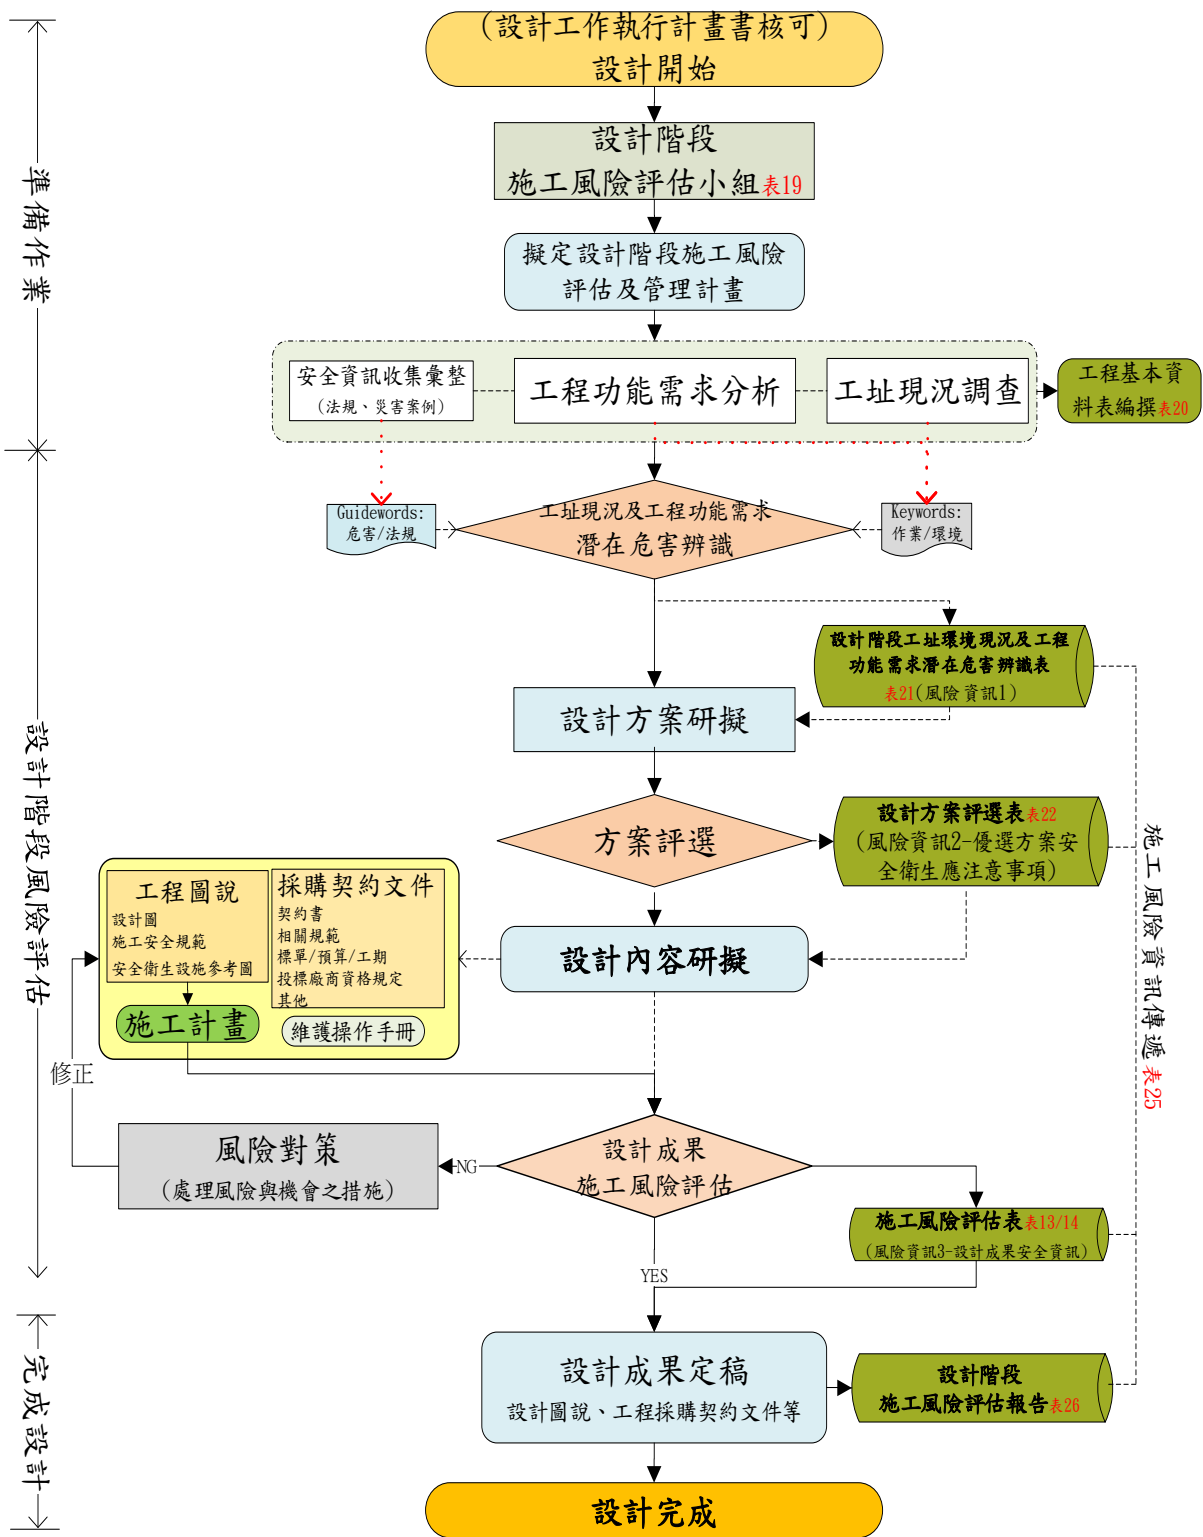 (設計工作執行計畫書核可)
設計開始
設計階段
施工風險評估小組表19
擬定設計階段施工風險
評估及管理計畫
準備作業
安全資訊收集彙整
(法規、災害案例)
工程功能需求分析
工址現況調查
工程基本資
料表編撰表20
Guidewords:
危害/法規
工址現況及工程功能需求
潛在危害辨識
Keywords:
作業/環境
設計階段工址環境現況及工程
功能需求潛在危害辨識表
表21(風險資訊1)
設計方案研擬
設計階段風險評估
方案評選
設計方案評選表表22
(風險資訊2-優選方案安
全衛生應注意事項)
施工風險資訊傳遞 表25
工程圖說
設計圖
施工安全規範
安全衛生設施參考圖
採購契約文件
契約書
相關規範
標單/預算/工期
投標廠商資格規定
其他
施工計畫
維護操作手冊
設計內容研擬
修正
風險對策
(處理風險與機會之措施)
NG
設計成果
施工風險評估
施工風險評估表表13/14
(風險資訊3-設計成果安全資訊)
YES
設計成果定稿
設計圖說、工程採購契約文件等
設計階段
施工風險評估報告表26
完成設計
設計完成